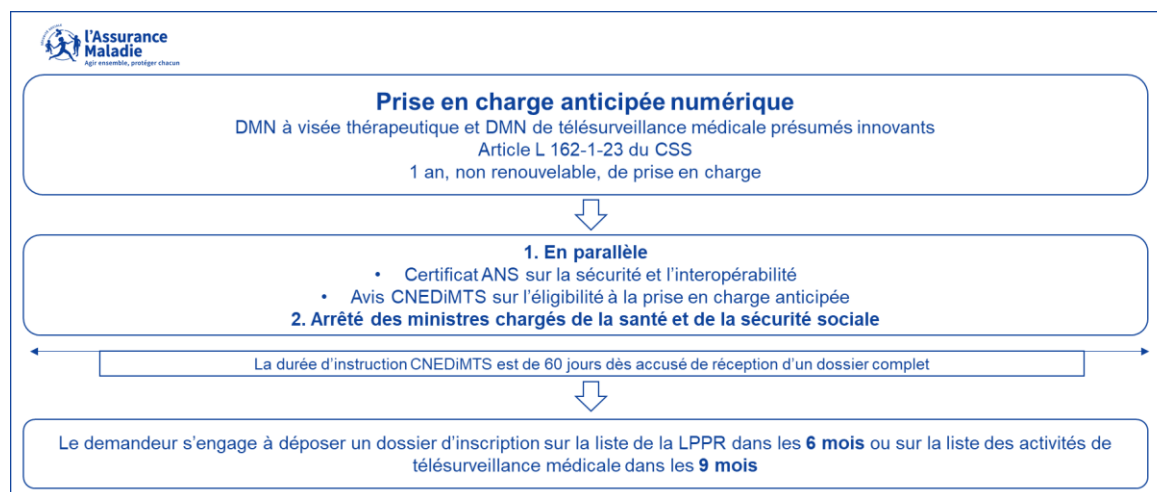 l'Assurance
Maladie
Agir ensemble, protéger chacun
Prise en charge anticipée numérique
DMN à visée thérapeutique et DMN de télésurveillance médicale présumés innovants
Article L 162-1-23 du CSS
1 an, non renouvelable, de prise en charge
1. En parallèle
• Certificat ANS sur la sécurité et l'interopérabilité
• Avis CNEDiMTS sur l'éligibilité à la prise en charge anticipée
2. Arrêté des ministres chargés de la santé et de la sécurité sociale
La durée d'instruction CNEDiMTS est de 60 jours dès accusé de réception d'un dossier complet
Le demandeur s'engage à déposer un dossier d'inscription sur la liste de la LPPR dans les 6 mois ou sur la liste des activités de
télésurveillance médicale dans les 9 mois